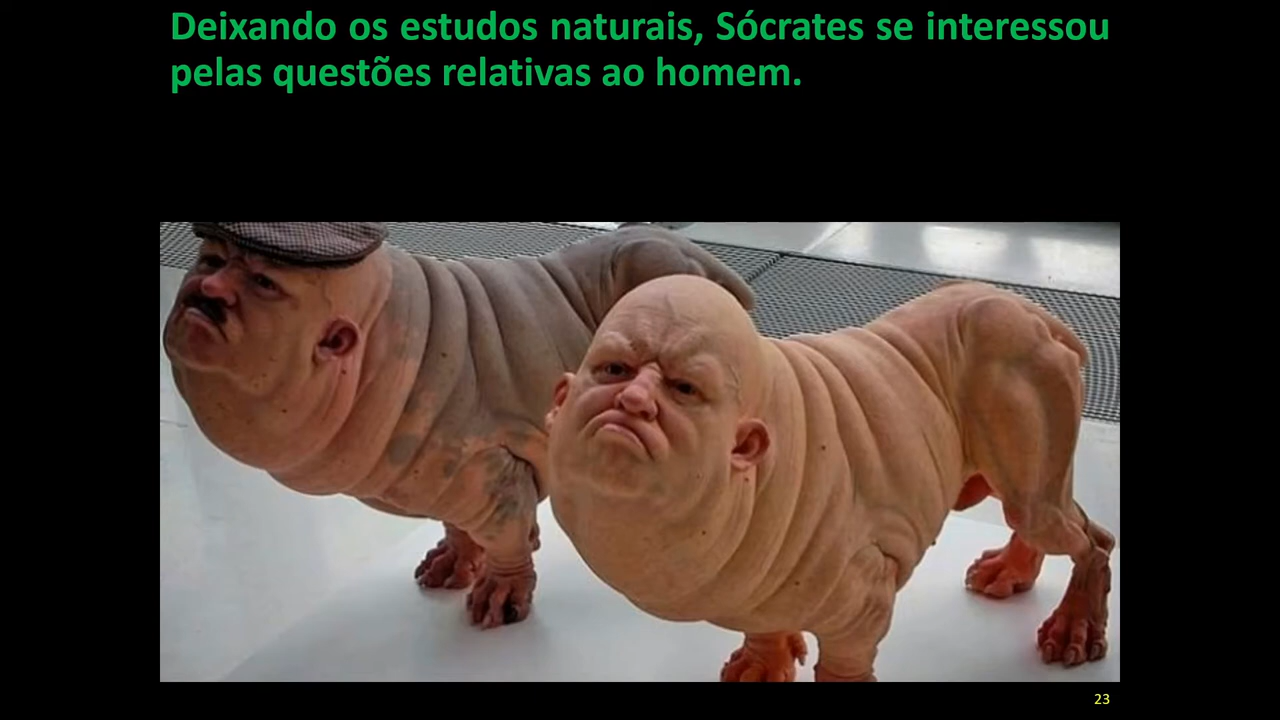 Deixando os estudos naturais, Sócrates se interessou
pelas questões relativas ao homem.
23